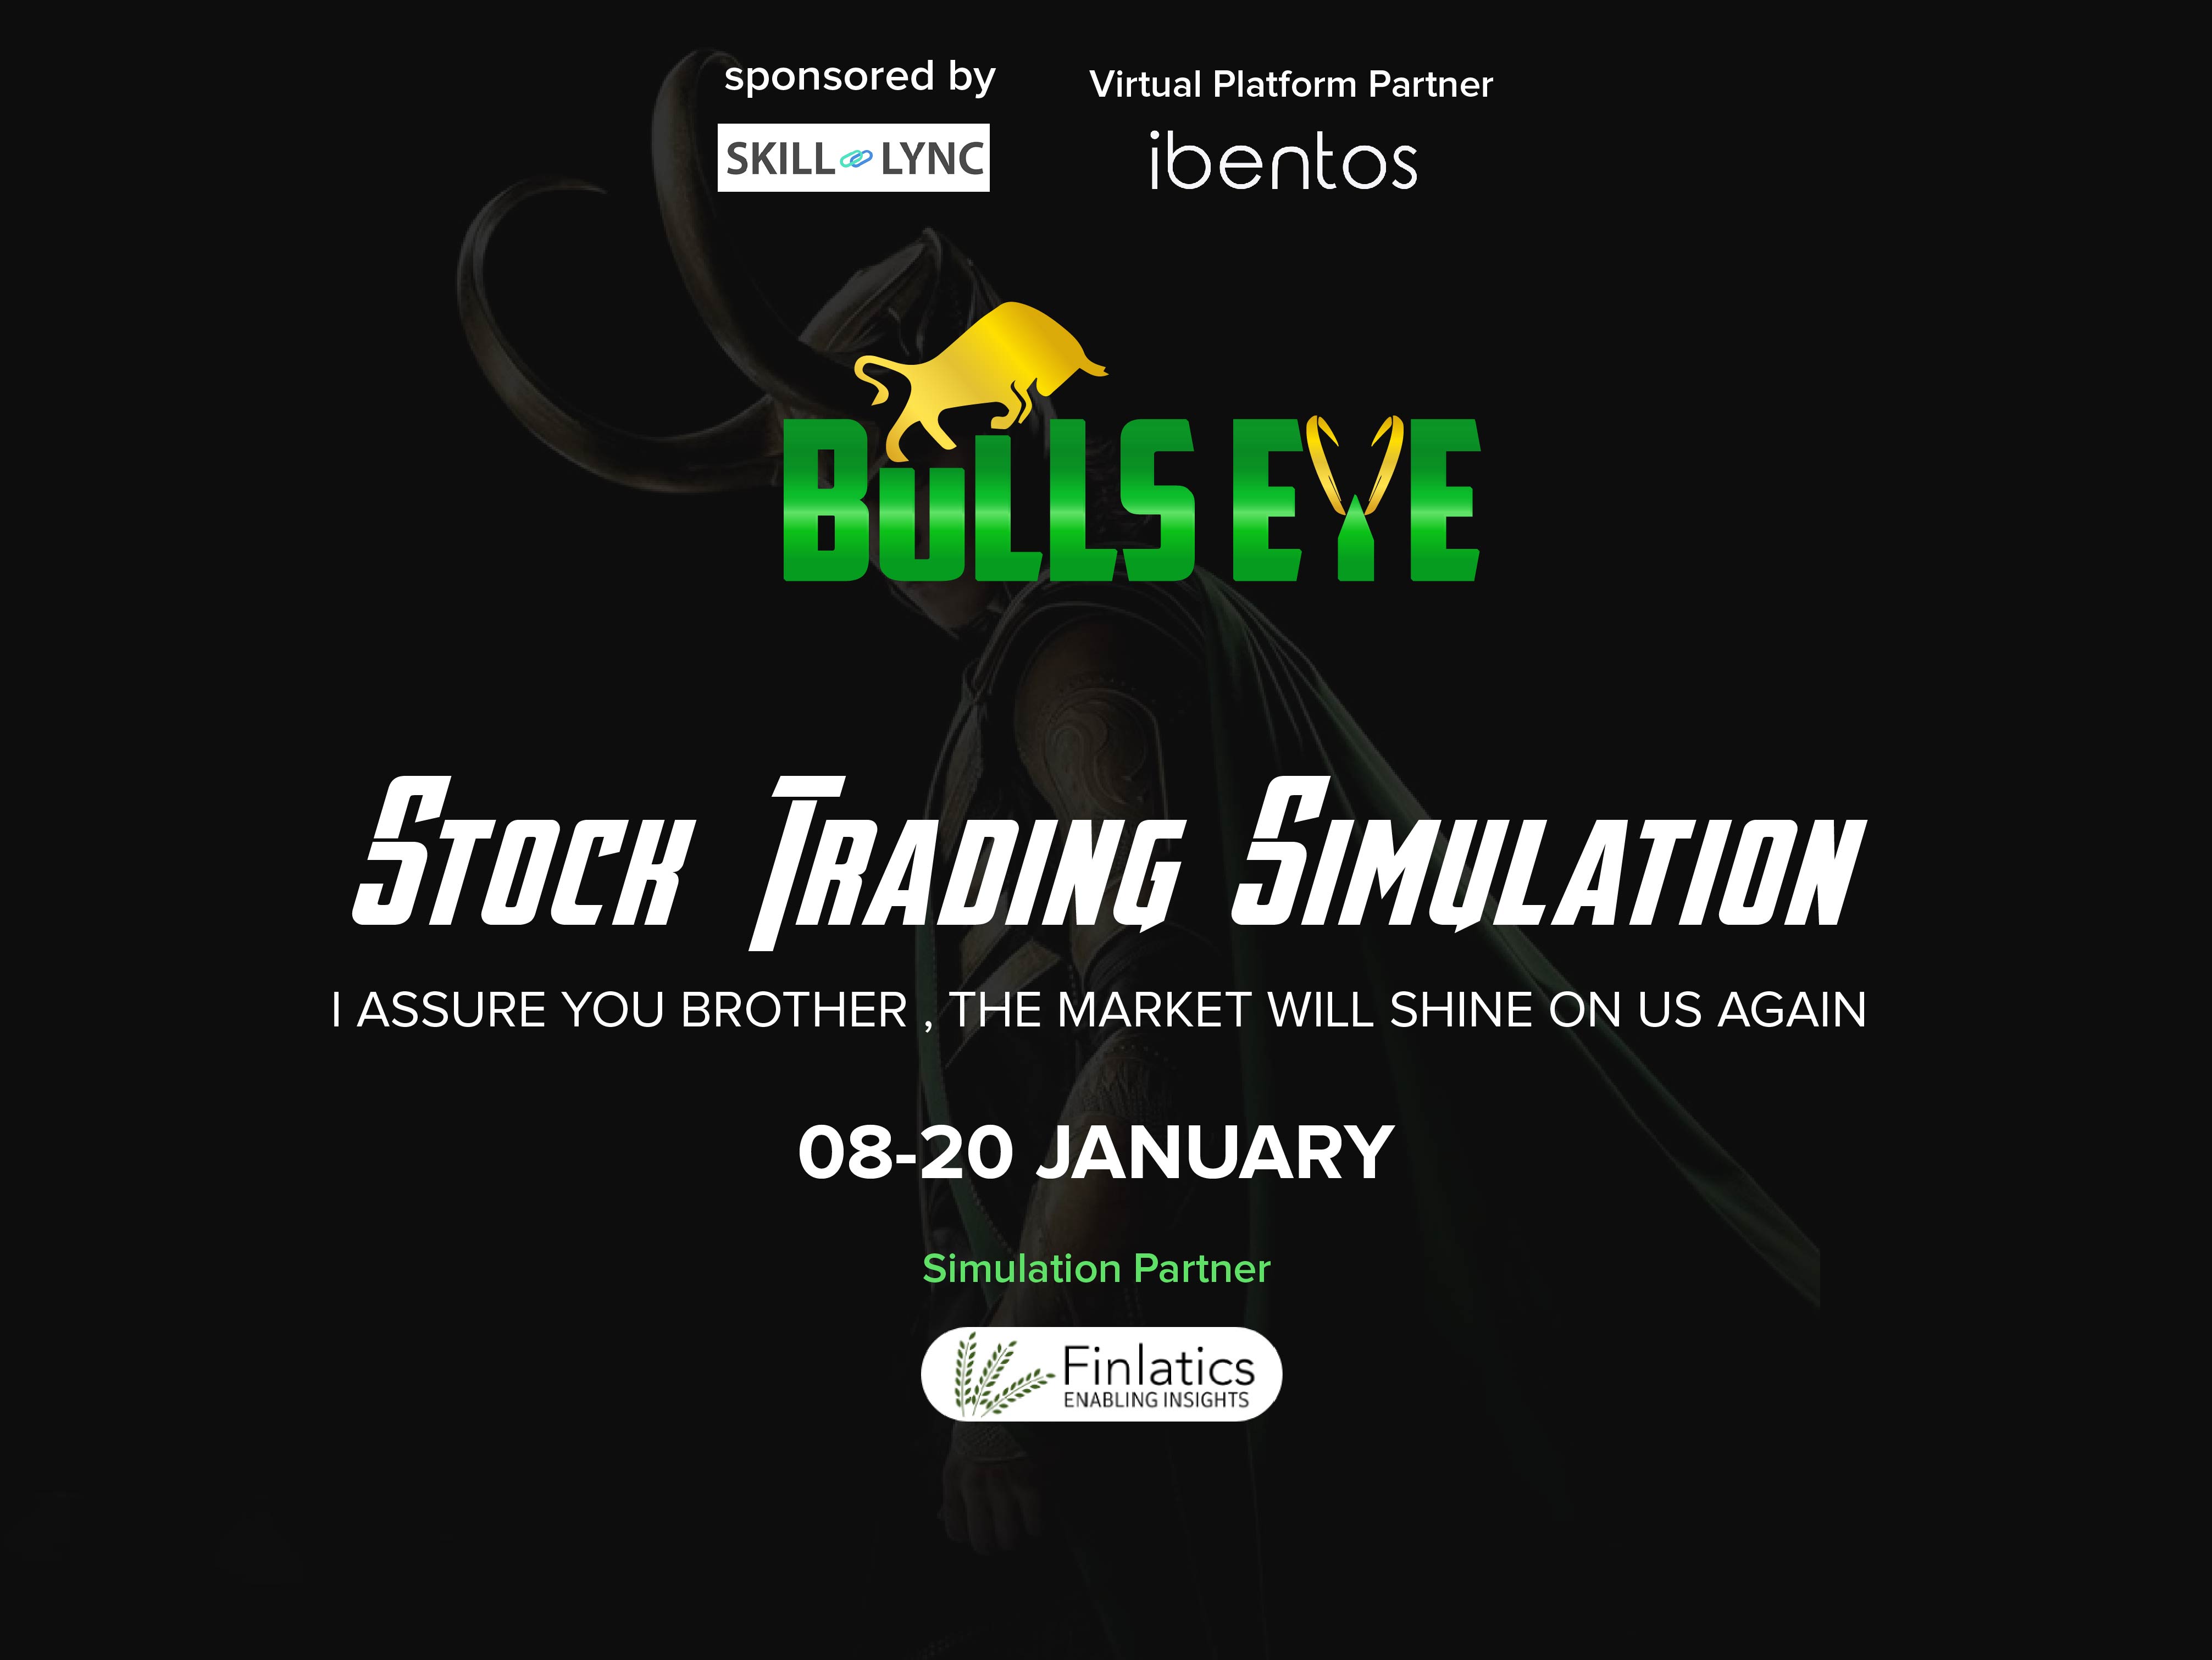 sponsored by
SKILL LYNC
Virtual Platform Partner
ibentos
BULLS EYE
STOCK TRADING SIMULATION
I ASSURE YOU BROTHER , THE MARKET WILL SHINE ON US AGAIN
08-20 JANUARY
Simulation Partner
Finlatics
ENABLING INSIGHTS